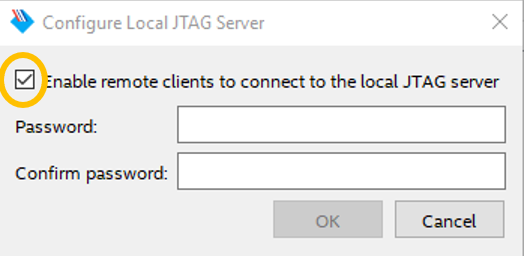 Configure Local JTAG Server
Enable remote clients to connect to the local JTAG server
Password:
Confirm password:
OK
Cancel